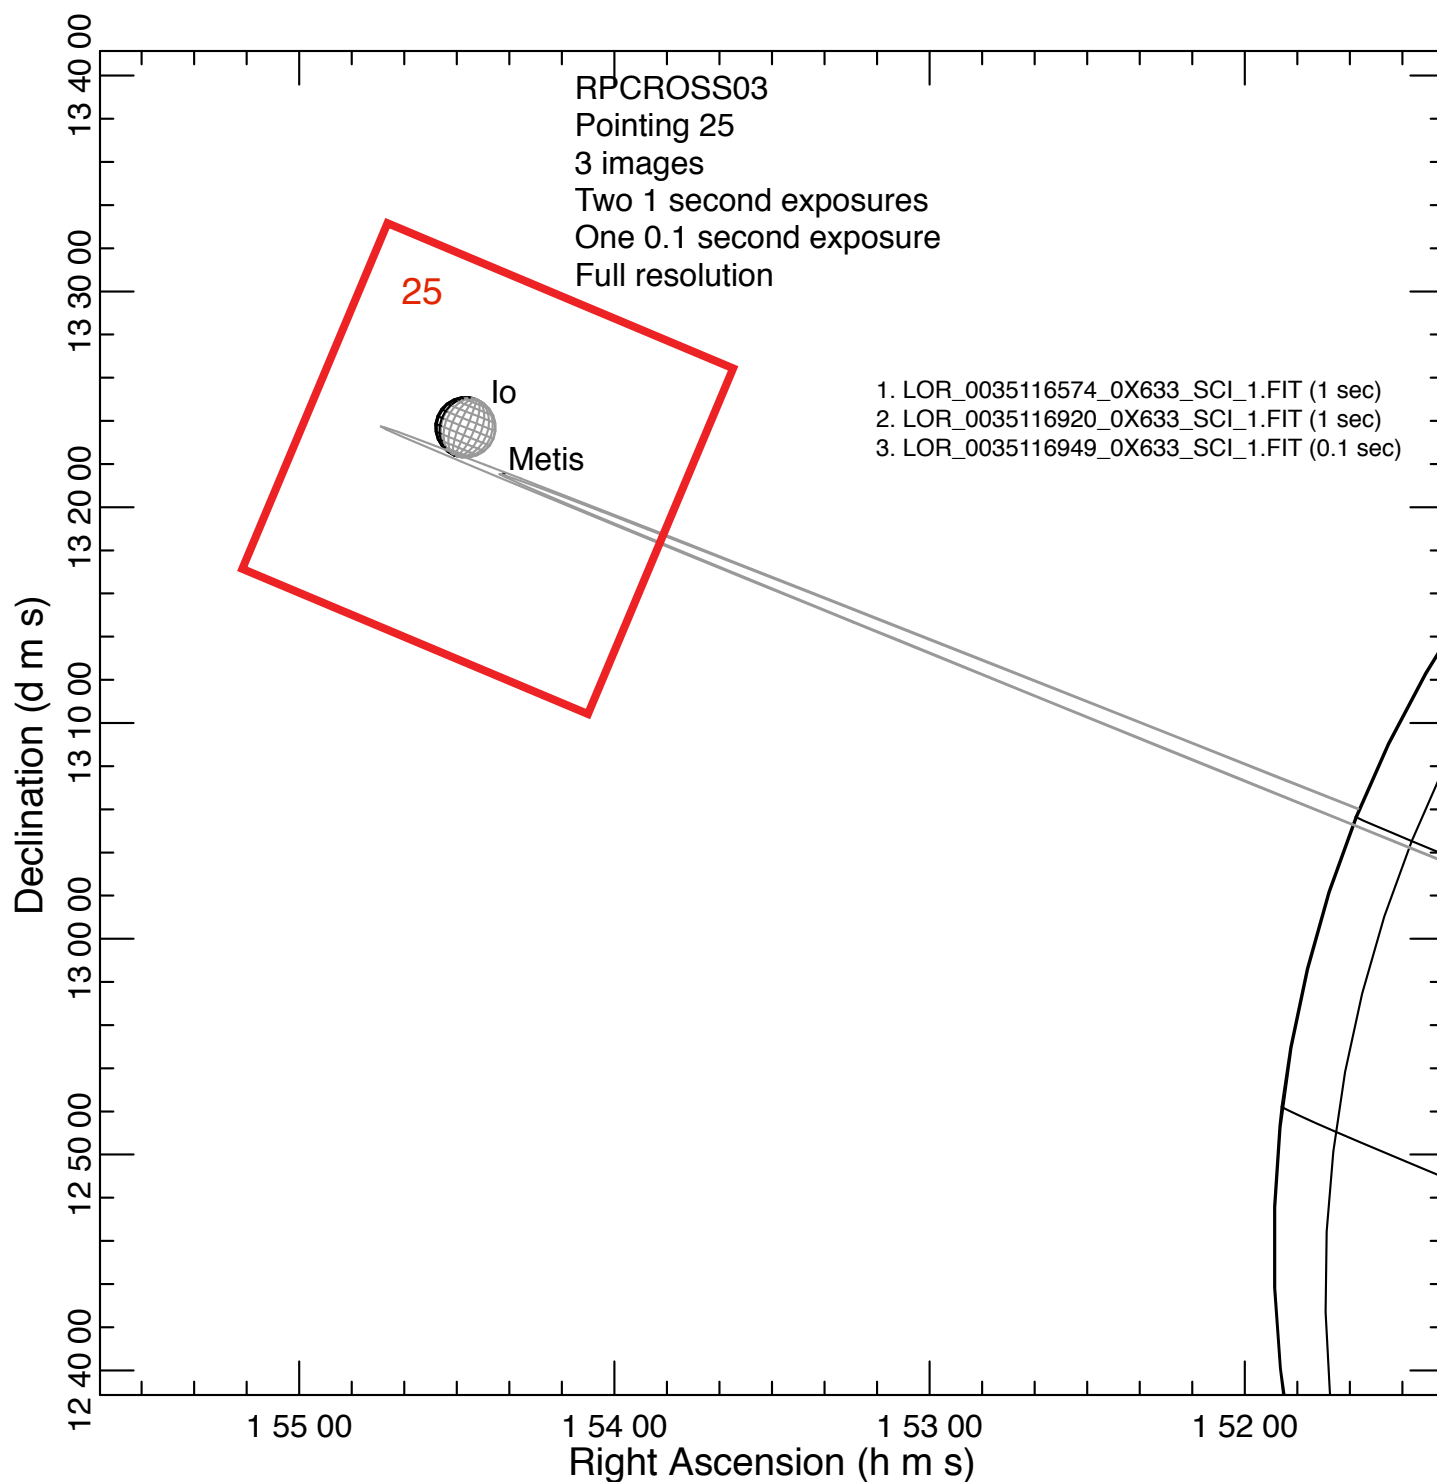 RPCROSS03
Pointing 25
3 images
Two 1 second exposures
One 0.1 second exposure
Full resolution
25
Io
Metis
1. LOR_0035116574_0X633_SCI_1.FIT (1 sec)
2. LOR_0035116920_0X633_SCI_1.FIT (1 sec)
3. LOR_0035116949_0X633_SCI_1.FIT (0.1 sec)
13 40 00
13 30 00
13 20 00
13 10 00
13 00 00
12 50 00
12 40 00
Declination (d m s)
1 55 00
1 54 00
1 53 00
1 52 00
Right Ascension (h m s)